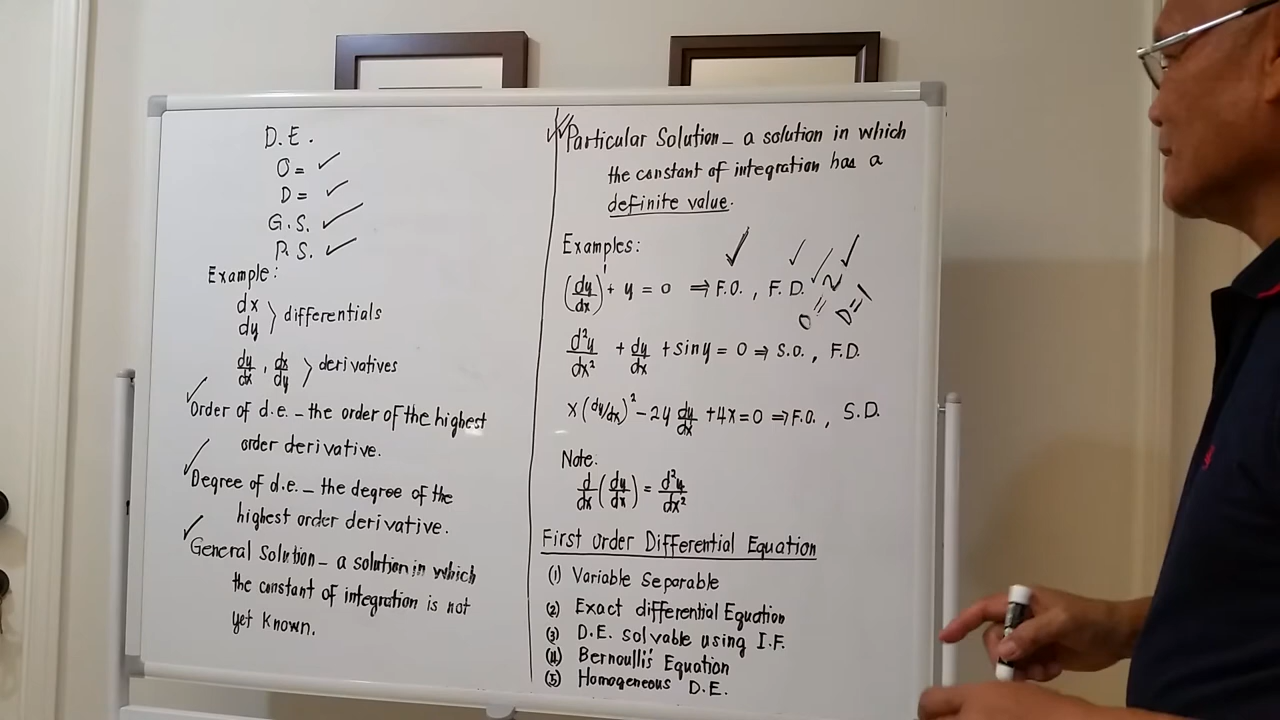 D.E.
O = ✓
D = ✓
G.S. ✓
P.S. ✓
Example:
dx
dy > differentials
dy/dx , dx/dy > derivatives
✓ Order of d.e. – the order of the highest
order derivative.
✓ Degree of d.e. – the degree of the
highest order derivative.
✓ General Solution – a solution in which
the constant of integration is not
yet known.
✓ Particular Solution – a solution in which
the constant of integration has a
definite value.
Examples:
(dy/dx)¹ + y = 0 ⇒ F.O. , F.D.
O D
d²y/dx² + dy/dx + sin y = 0 ⇒ S.O. , F.D.
x(dy/dx)² – 2y dy/dx + 4x = 0 ⇒ F.O. , S.D.
Note.
d/dx (dy/dx) = d²y/dx²
First Order Differential Equation
(1) Variable Separable
(2) Exact differential Equation
(3) D.E. solvable using I.F.
(4) Bernoulli's Equation
(5) Homogeneous D.E.